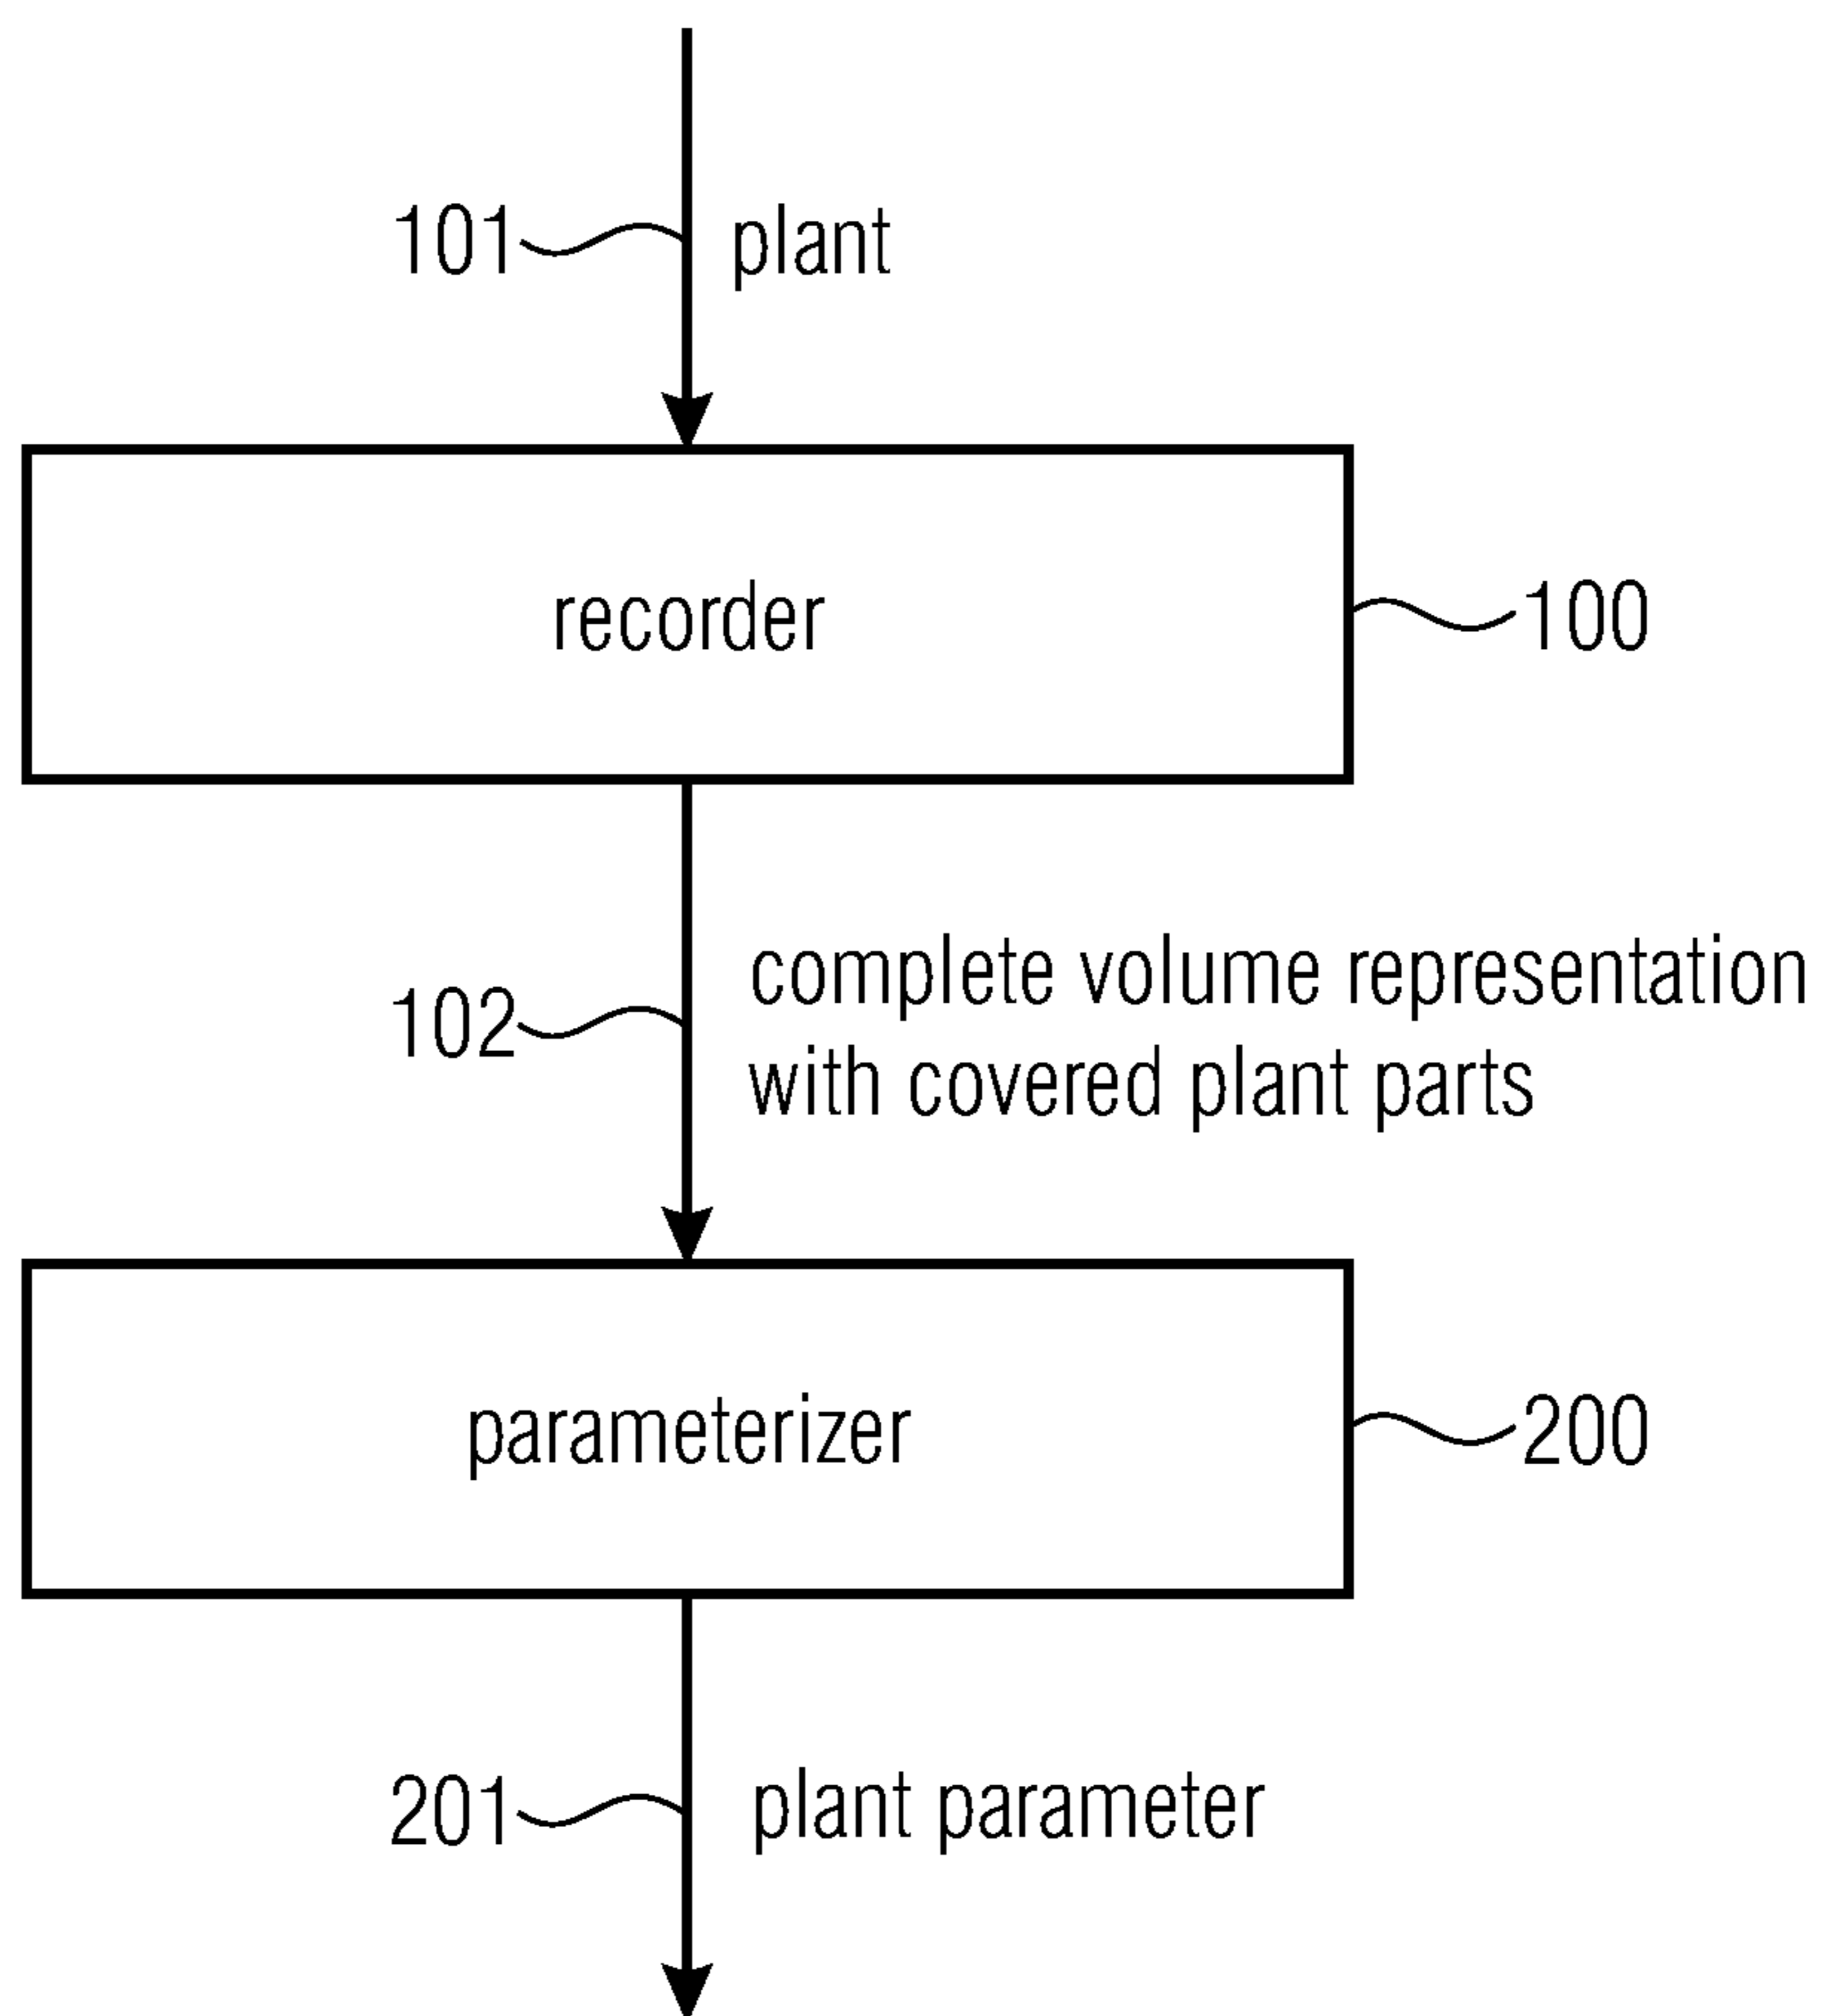 101 plant
recorder 100
complete volume representation
102
with covered plant parts
parameterizer 200
201 plant parameter